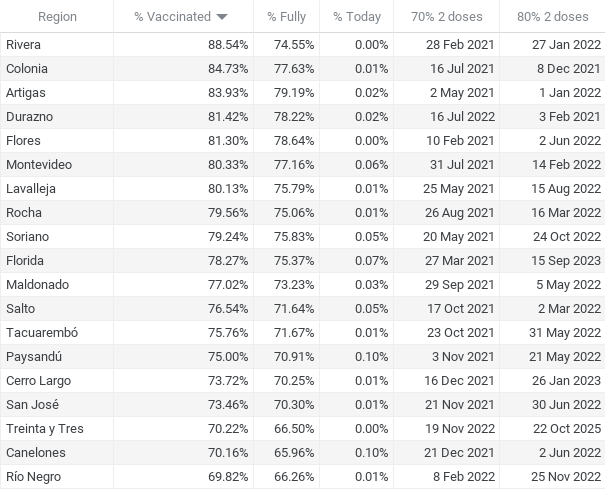 Region % Vaccinated % Fully % Today 70% 2 doses 80% 2 doses
Rivera 88.54% 74.55% 0.00% 28 Feb 2021 27 Jan 2022
Colonia 84.73% 77.63% 0.01% 16 Jul 2021 8 Dec 2021
Artigas 83.93% 79.19% 0.02% 2 May 2021 1 Jan 2022
Durazno 81.42% 78.22% 0.02% 16 Jul 2022 3 Feb 2021
Flores 81.30% 78.64% 0.00% 10 Feb 2021 2 Jun 2022
Montevideo 80.33% 77.16% 0.06% 31 Jul 2021 14 Feb 2022
Lavalleja 80.13% 75.79% 0.01% 25 May 2021 15 Aug 2022
Rocha 79.56% 75.06% 0.01% 26 Aug 2021 16 Mar 2022
Soriano 79.24% 75.83% 0.05% 20 May 2021 24 Oct 2022
Florida 78.27% 75.37% 0.07% 27 Mar 2021 15 Sep 2023
Maldonado 77.02% 73.23% 0.03% 29 Sep 2021 5 May 2022
Salto 76.54% 71.64% 0.05% 17 Oct 2021 2 Mar 2022
Tacuarembó 75.76% 71.67% 0.01% 23 Oct 2021 31 May 2022
Paysandú 75.00% 70.91% 0.10% 3 Nov 2021 21 May 2022
Cerro Largo 73.72% 70.25% 0.01% 16 Dec 2021 26 Jan 2023
San José 73.46% 70.30% 0.01% 21 Nov 2021 30 Jun 2022
Treinta y Tres 70.22% 66.50% 0.00% 19 Nov 2022 22 Oct 2025
Canelones 70.16% 65.96% 0.10% 21 Dec 2021 2 Jun 2022
Río Negro 69.82% 66.26% 0.01% 8 Feb 2022 25 Nov 2022